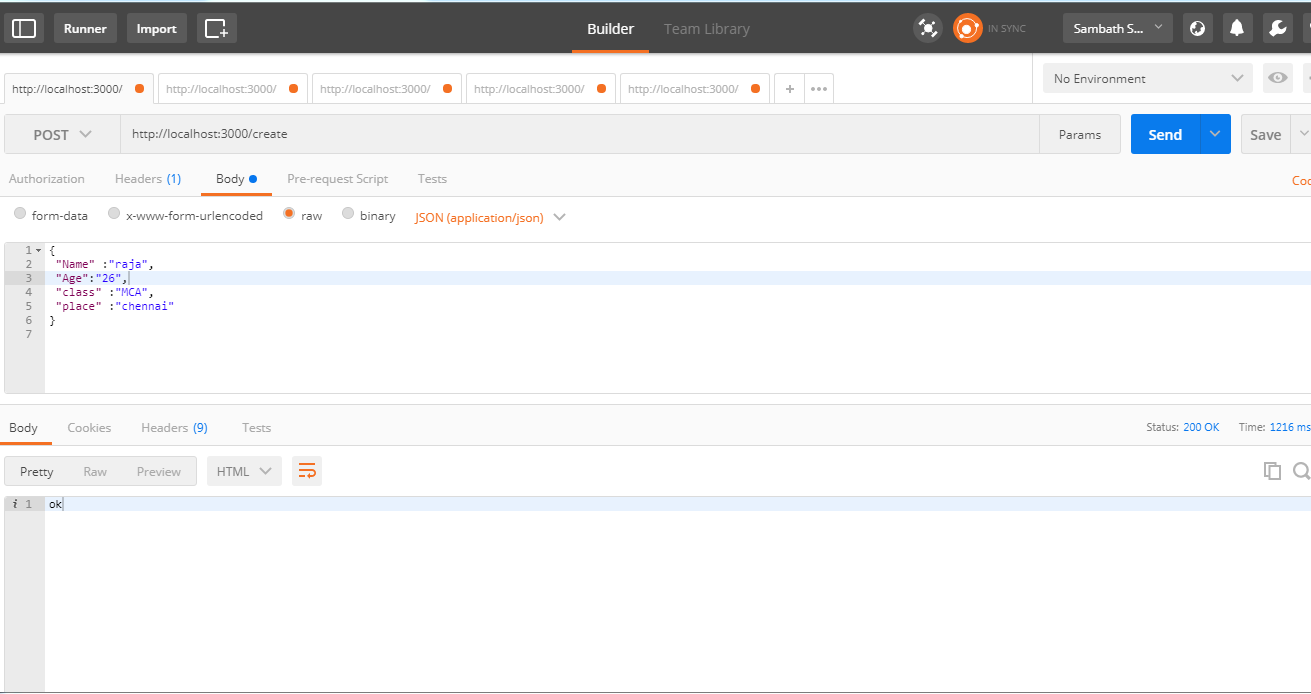 Runner Import Builder Team Library IN SYNC Sambath S...
http://localhost:3000/ http://localhost:3000/ http://localhost:3000/ http://localhost:3000/ http://localhost:3000/ + ••• No Environment
POST http://localhost:3000/create Params Send Save
Authorization Headers (1) Body Pre-request Script Tests Coo
form-data x-www-form-urlencoded raw binary JSON (application/json)
1 {
2 "Name" :"raja",
3 "Age":"26",
4 "class" :"MCA",
5 "place" :"chennai"
6 }
7
Body Cookies Headers (9) Tests Status: 200 OK Time: 1216 ms
Pretty Raw Preview HTML
i 1 ok